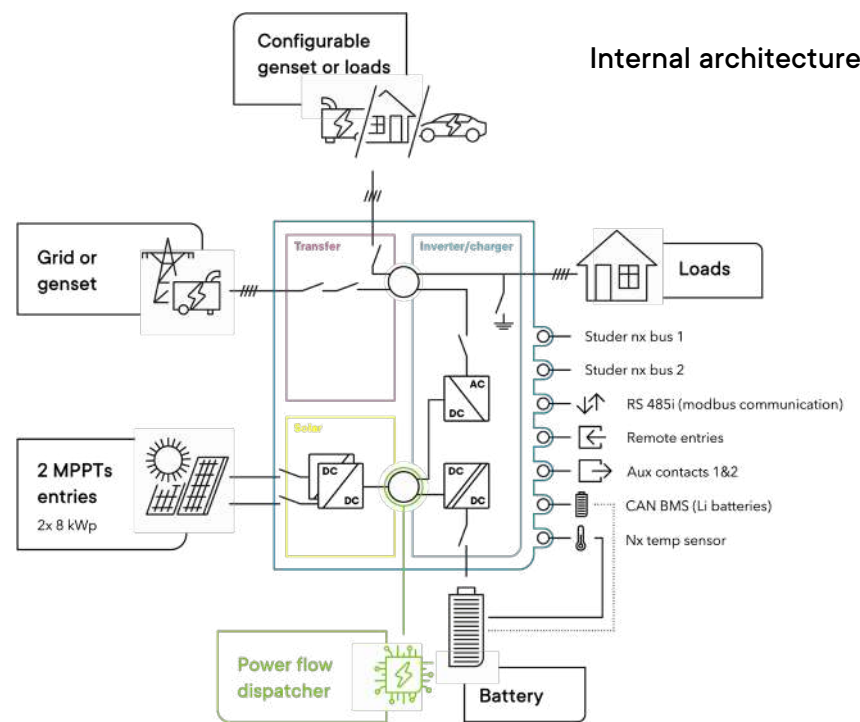 Internal architecture
Configurable
genset or loads
Grid or
genset
Transfer
Inverter/charger
Loads
Studer nx bus 1
Studer nx bus 2
RS 485i (modbus communication)
Remote entries
Aux contacts 1&2
CAN BMS (Li batteries)
Nx temp sensor
AC
DC
Solar
DC
DC
DC
DC
2 MPPTs
entries
2x 8 kWp
Power flow
dispatcher
Battery